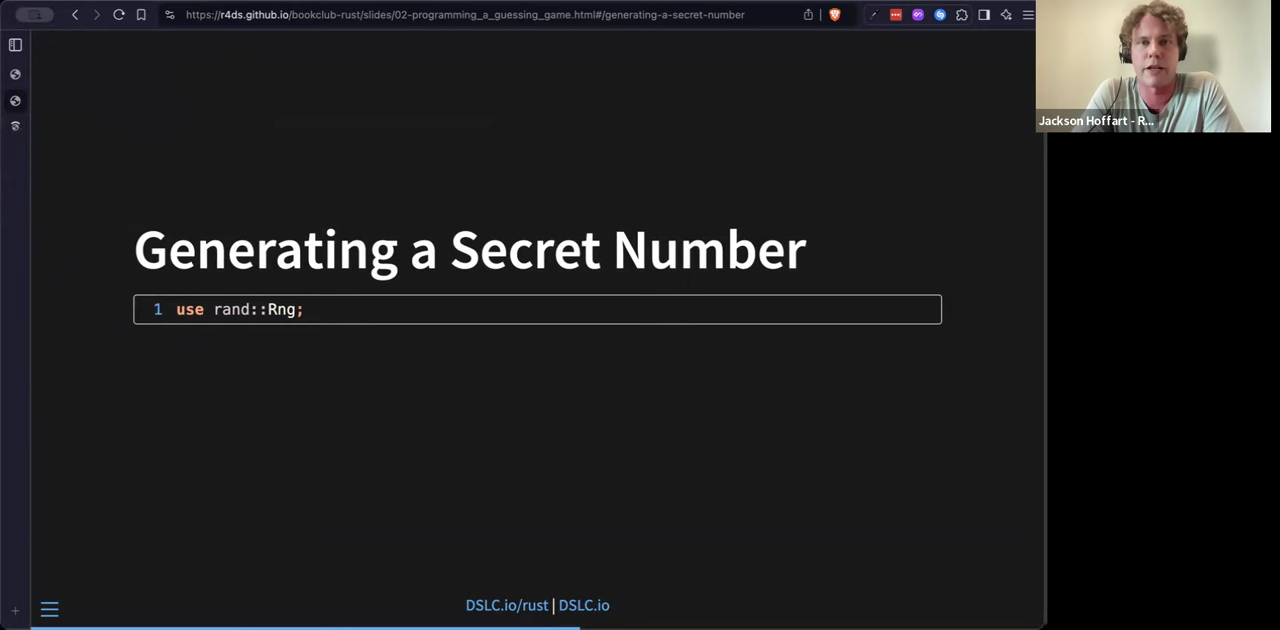 https://r4ds.github.io/bookclub-rust/slides/02-programming_a_guessing_game.html#/generating-a-secret-number
Jackson Hoffart - R...
Generating a Secret Number
1 use rand::Rng;
DSLC.io/rust | DSLC.io